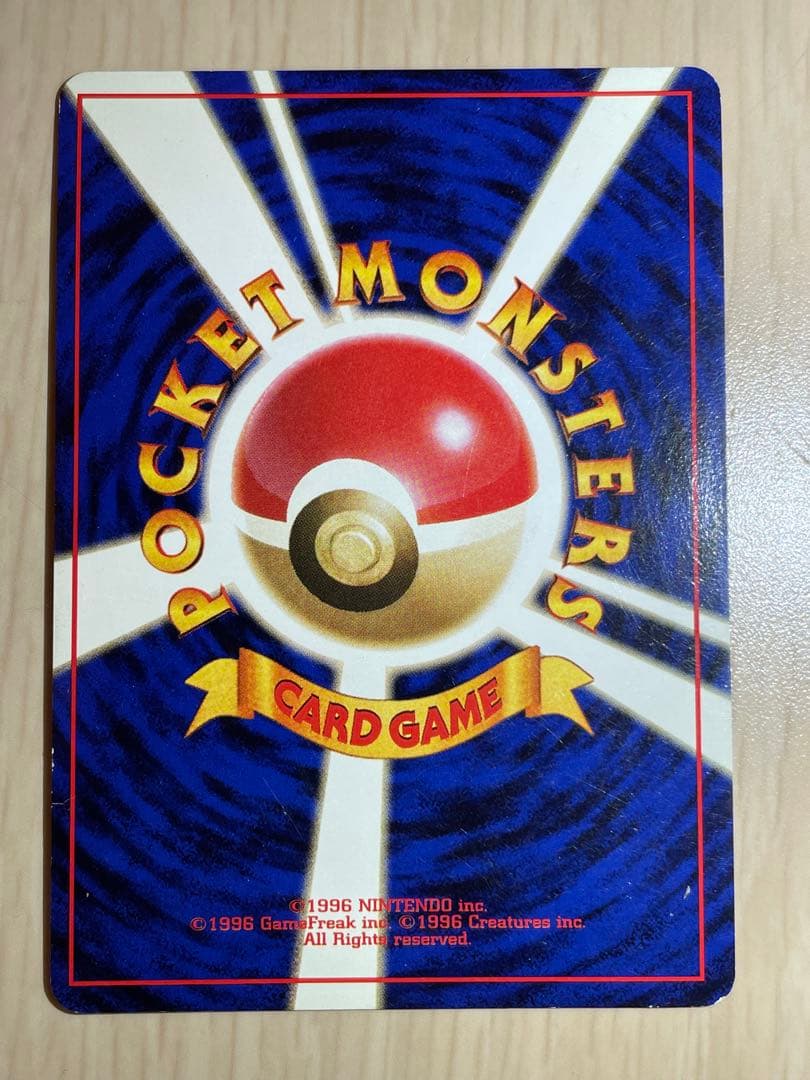 POCKET MONSTERS
CARD GAME
©1996 NINTENDO inc.
©1996 GameFreak inc. ©1996 Creatures inc.
All Rights reserved.